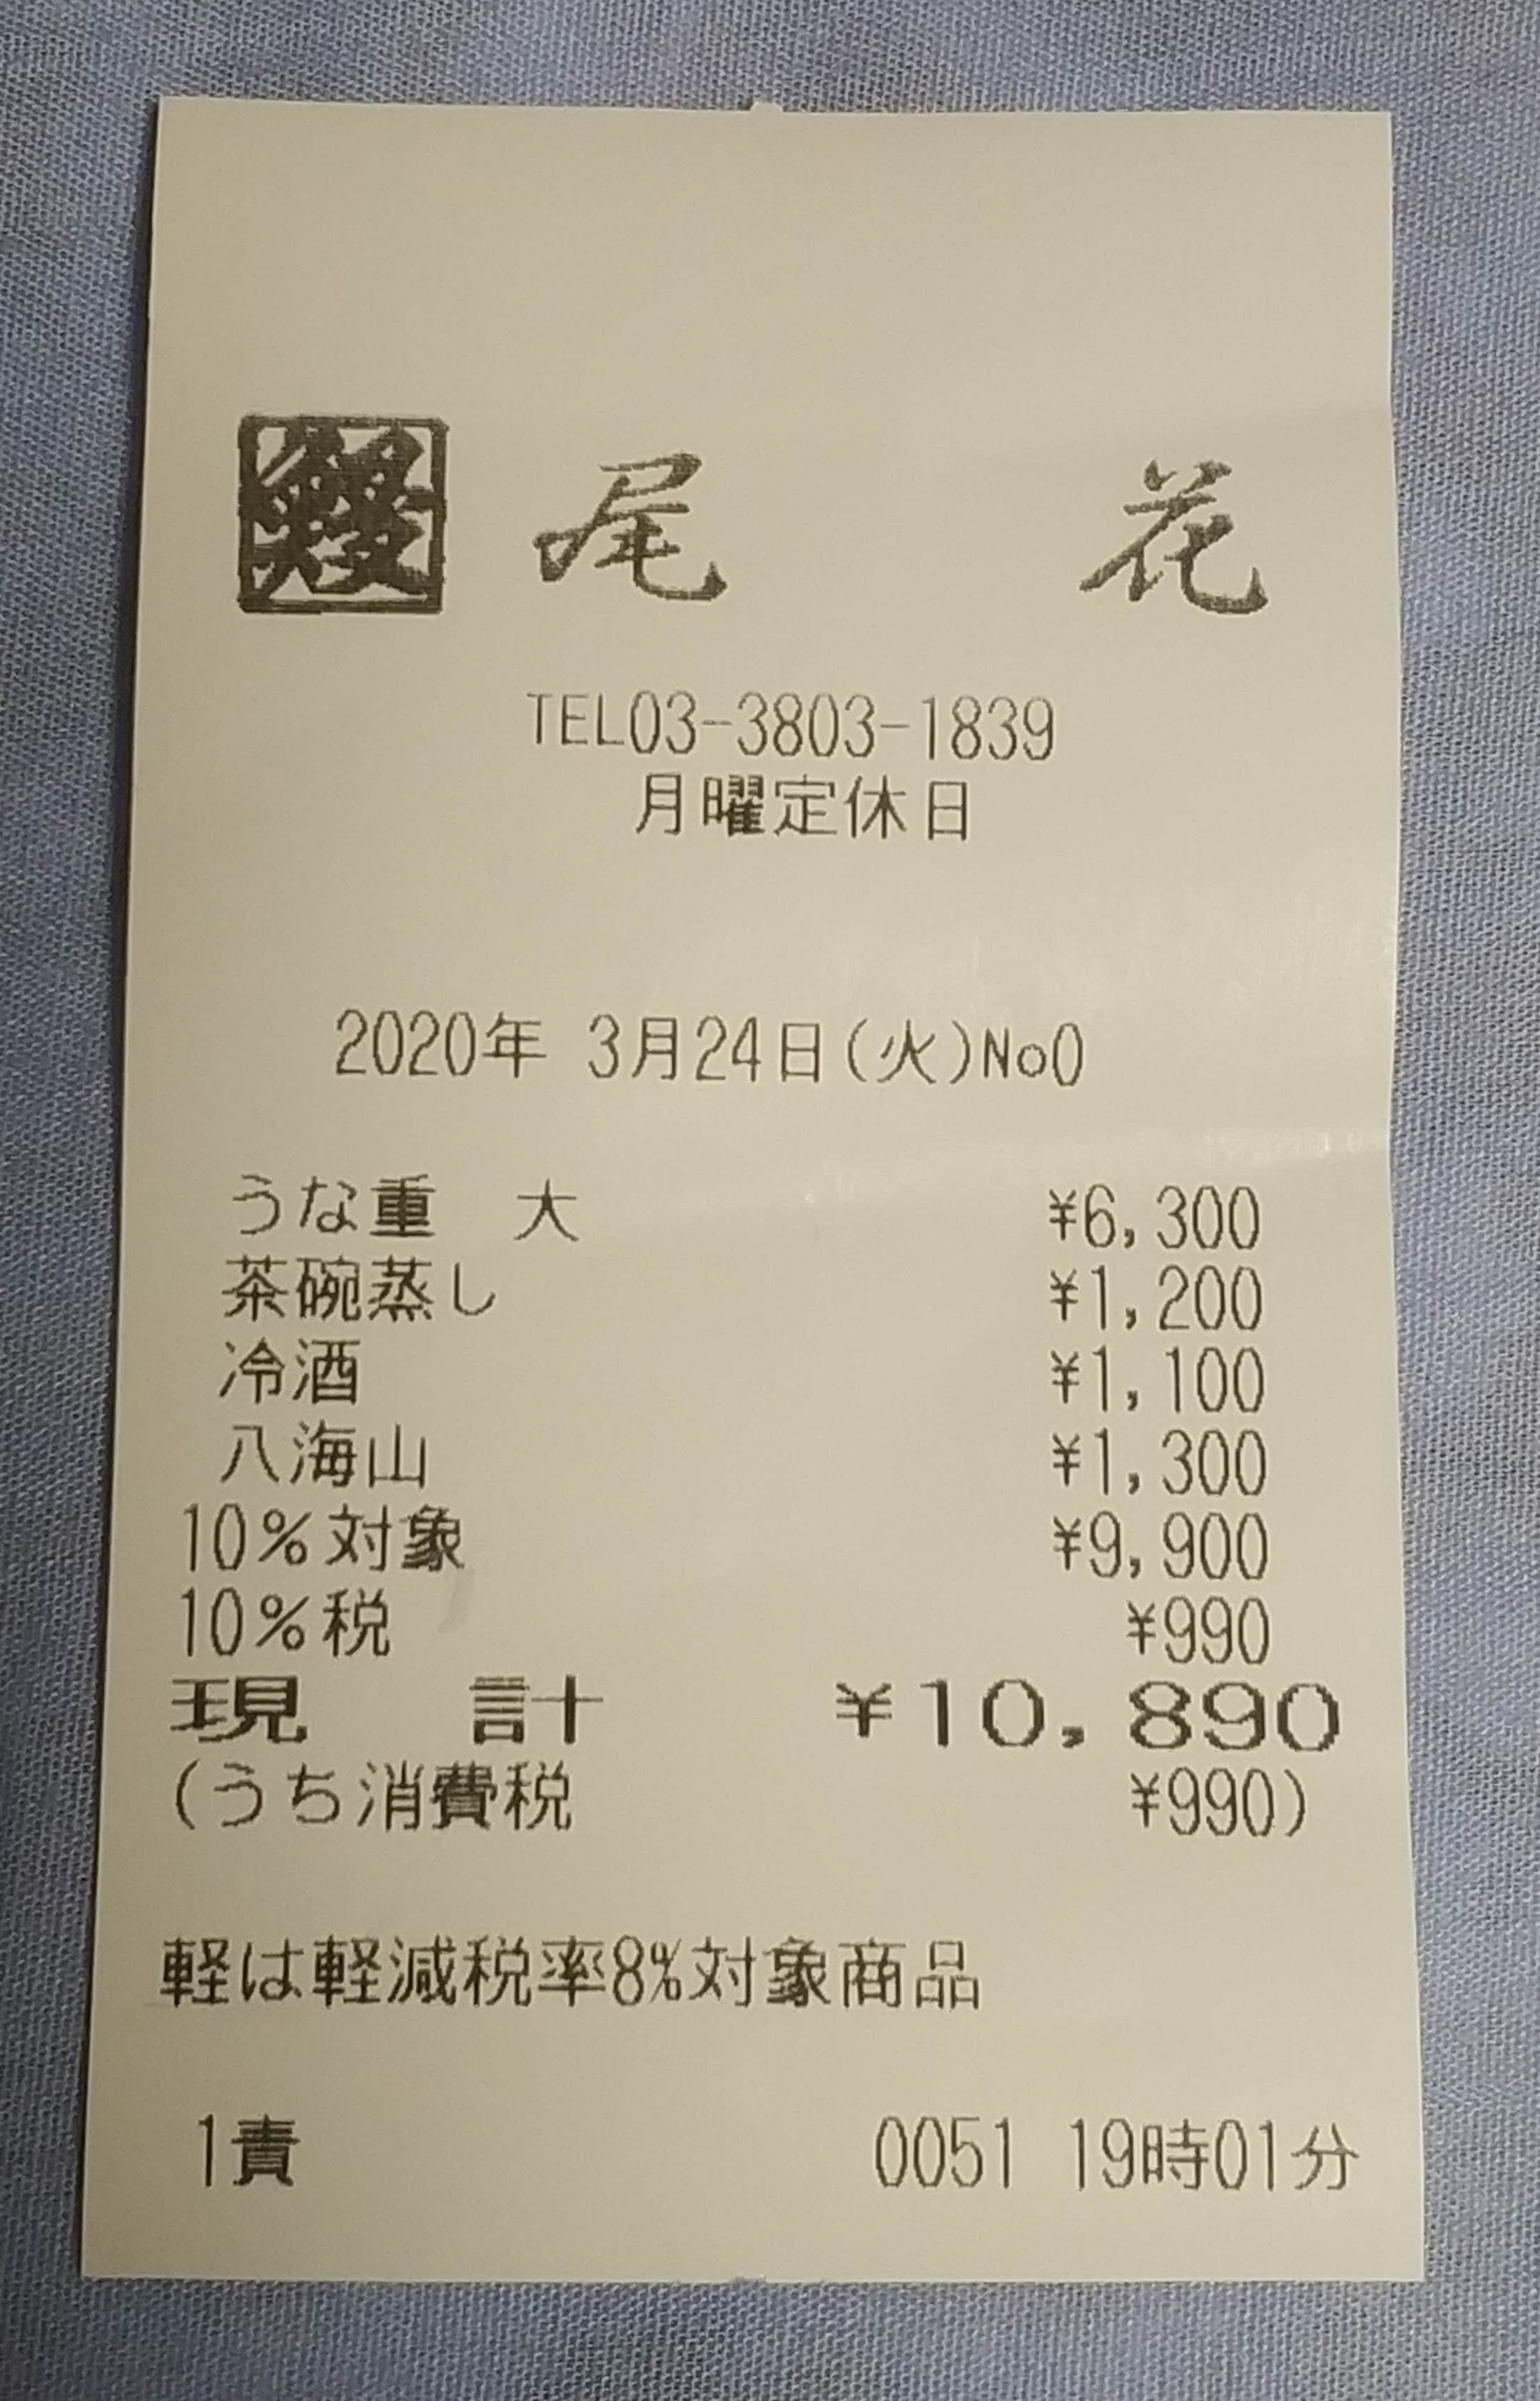 鰻 尾 花
TEL03-3803-1839
月曜定休日
2020年 3月24日(火)No0
うな重 大 ¥6,300
茶碗蒸し ¥1,200
冷酒 ¥1,100
八海山 ¥1,300
10%対象 ¥9,900
10%税 ¥990
現 計 ¥10,890
(うち消費税 ¥990)
軽は軽減税率8%対象商品
1責 0051 19時01分